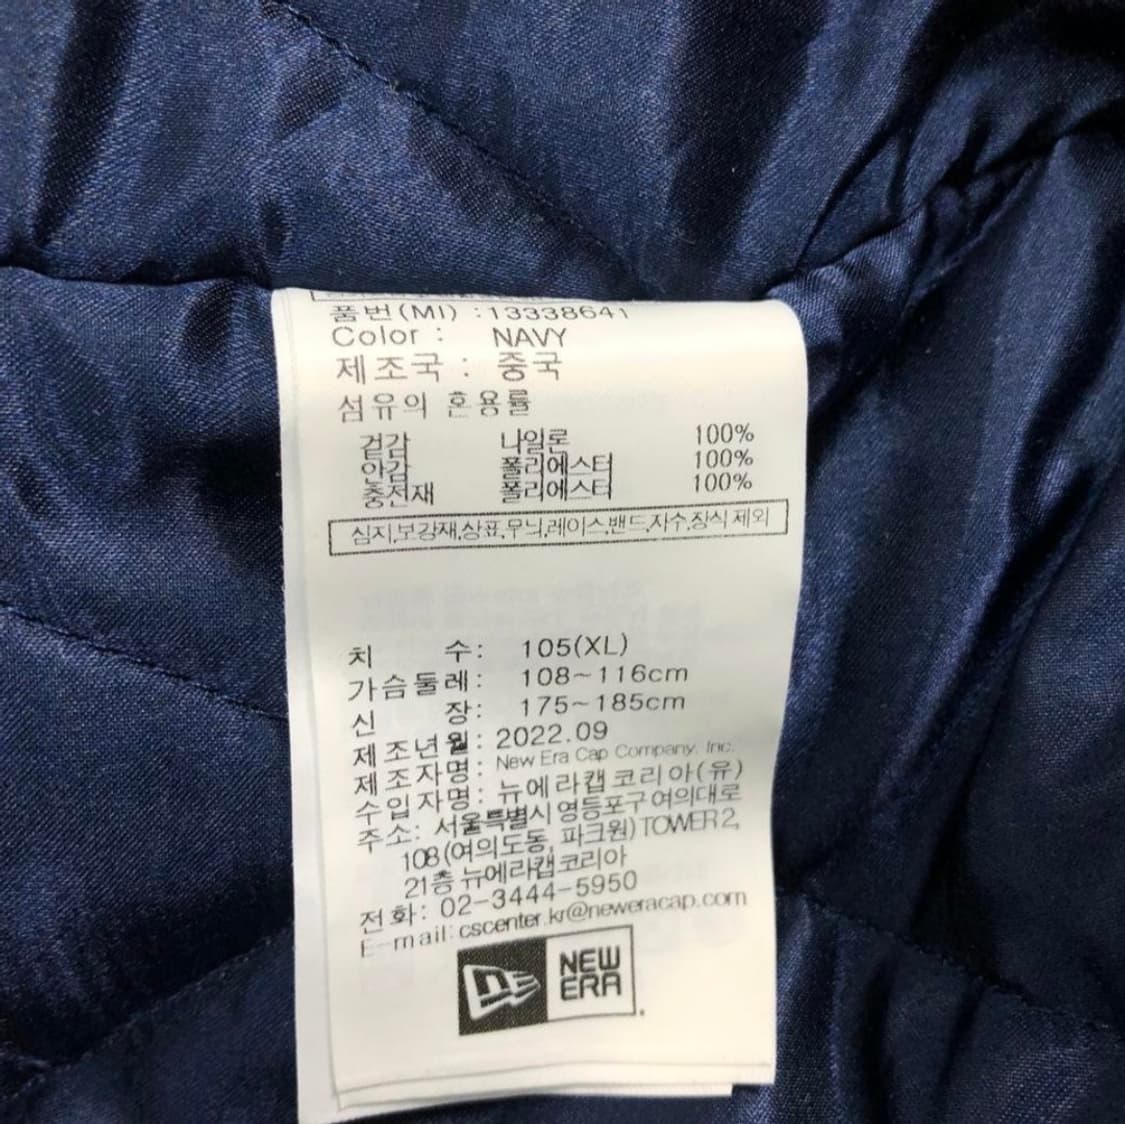 품번(MI) :13338641
Color : NAVY
제조국 : 중국
섬유의 혼용률
겉감 나일론 100%
안감 폴리에스터 100%
충전재 폴리에스터 100%
심지,보강재,상표,무늬,레이스,밴드,자수,장식 제외
치 수: 105(XL)
가슴둘레: 108~116cm
신 장: 175~185cm
제조년월: 2022.09
제조자명: New Era Cap Company. Inc.
수입자명: 뉴에라캡코리아(유)
주소: 서울특별시 영등포구 여의대로
108 (여의도동, 파크원) TOWER 2,
21층 뉴에라캡코리아
전화: 02-3444-5950
E-mail: cscenter.kr@neweracap.com
NEW
ERA